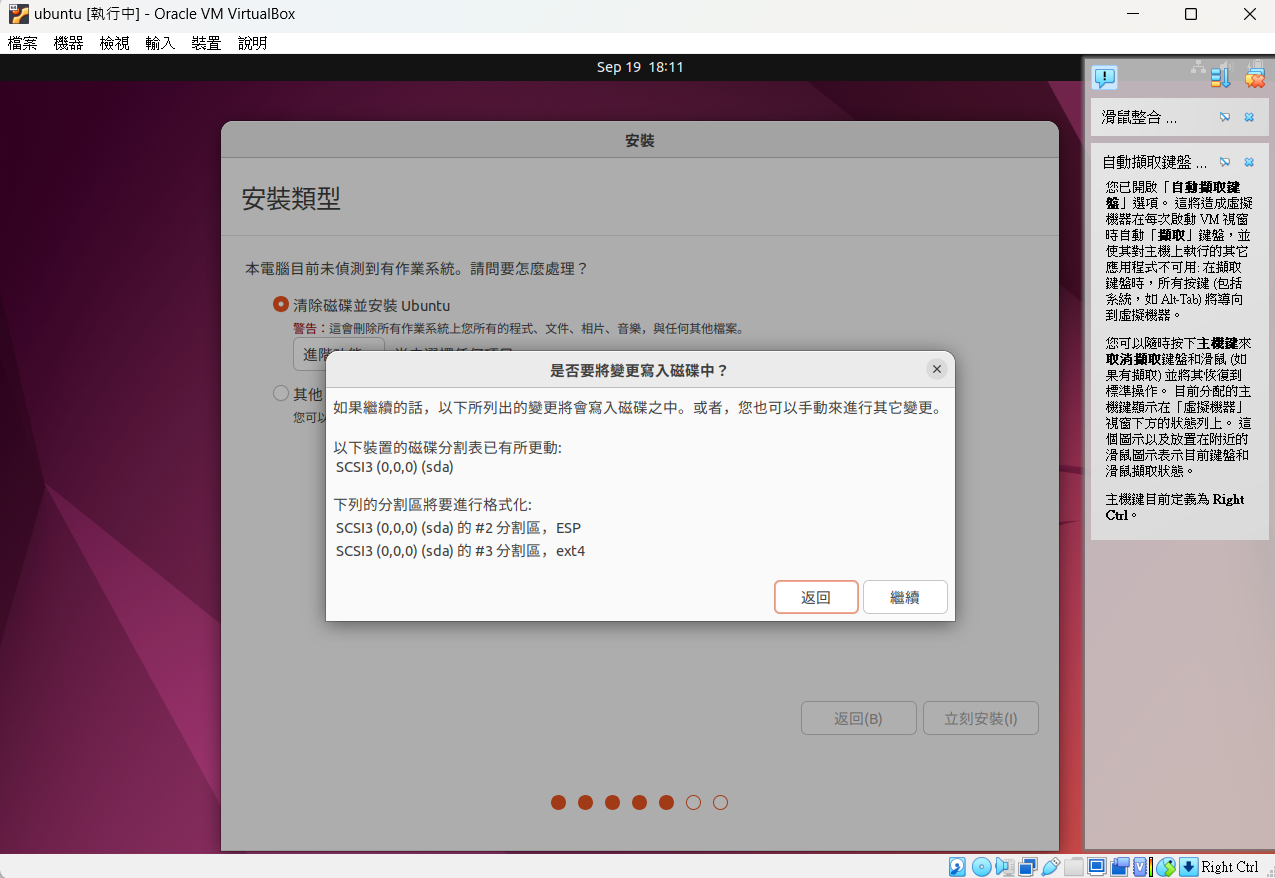 ubuntu [執行中] - Oracle VM VirtualBox
檔案 機器 檢視 輸入 裝置 說明
Sep 19 18:11
安裝
安裝類型
本電腦目前未偵測到有作業系統。請問要怎麼處理？
清除磁碟並安裝 Ubuntu
警告：這會刪除所有作業系統上您所有的程式、文件、相片、音樂，與任何其他檔案。
其他
您可以
是否要將變更寫入磁碟中？
如果繼續的話，以下所列出的變更將會寫入磁碟之中。或者，您也可以手動來進行其它變更。
以下裝置的磁碟分割表已有所更動:
SCSI3 (0,0,0) (sda)
下列的分割區將要進行格式化:
SCSI3 (0,0,0) (sda) 的 #2 分割區，ESP
SCSI3 (0,0,0) (sda) 的 #3 分割區，ext4
返回 繼續
返回(B) 立刻安裝(I)
滑鼠整合 ...
自動擷取鍵盤 ...
您已開啟「自動擷取鍵
盤」選項。 這將造成虛擬
機器在每次啟動 VM 視窗
時自動「擷取」鍵盤，並
使其對主機上執行的其它
應用程式不可用: 在擷取
鍵盤時，所有按鍵 (包括
系統，如 Alt-Tab) 將導向
到虛擬機器。
您可以隨時按下主機鍵來
取消擷取鍵盤和滑鼠 (如
果有擷取) 並將其恢復到
標準操作。 目前分配的主
機鍵顯示在「虛擬機器」
視窗下方的狀態列上。 這
個圖示以及放置在附近的
滑鼠圖示表示目前鍵盤和
滑鼠擷取狀態。
主機鍵目前定義為 Right
Ctrl。
Right Ctrl